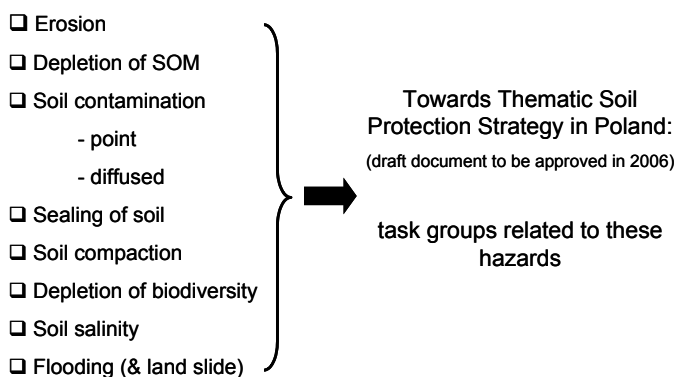 ❑ Erosion
❑ Depletion of SOM
❑ Soil contamination
- point
- diffused
❑ Sealing of soil
❑ Soil compaction
❑ Depletion of biodiversity
❑ Soil salinity
❑ Flooding (& land slide)
Towards Thematic Soil
Protection Strategy in Poland:
(draft document to be approved in 2006)
task groups related to these
hazards